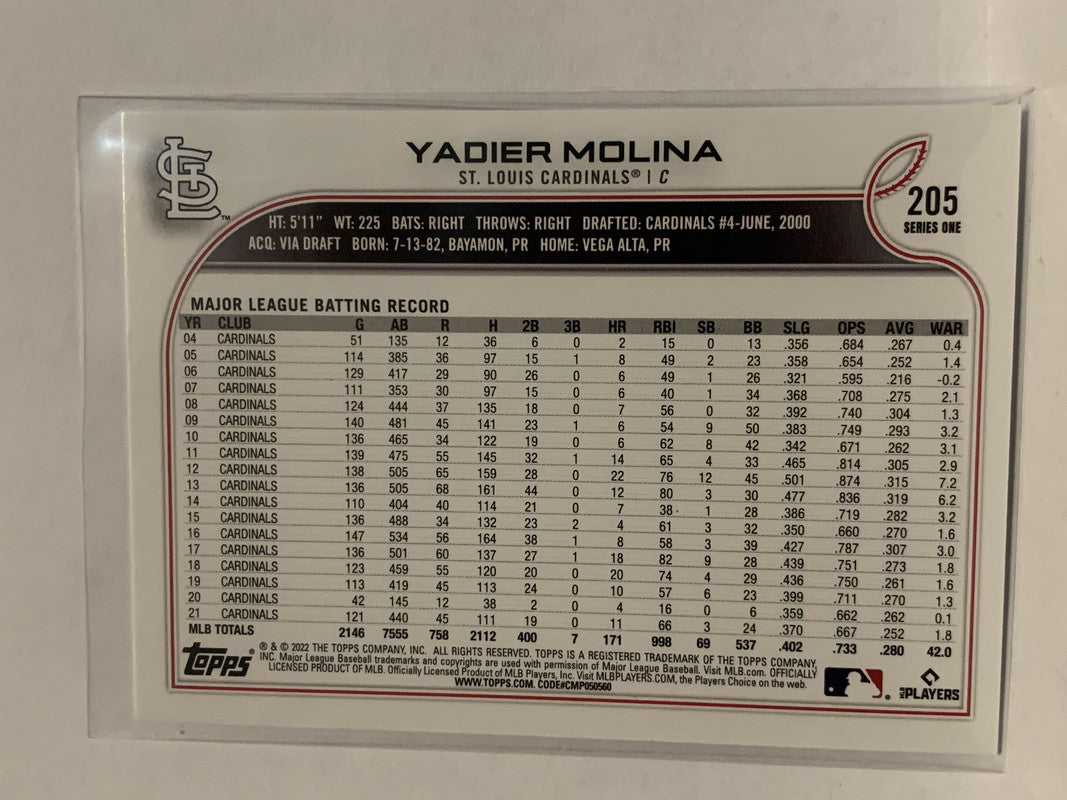 STL™
YADIER MOLINA
ST. LOUIS CARDINALS® | C
205
SERIES ONE
HT: 5'11" WT: 225 BATS: RIGHT THROWS: RIGHT DRAFTED: CARDINALS #4-JUNE, 2000
ACQ: VIA DRAFT BORN: 7-13-82, BAYAMON, PR HOME: VEGA ALTA, PR
MAJOR LEAGUE BATTING RECORD
YR CLUB G AB R H 2B 3B HR RBI SB BB SLG OPS AVG WAR
04 CARDINALS 51 135 12 36 6 0 2 15 0 13 .356 .684 .267 0.4
05 CARDINALS 114 385 36 97 15 1 8 49 2 23 .358 .654 .252 1.4
06 CARDINALS 129 417 29 90 26 0 6 49 1 26 .321 .595 .216 -0.2
07 CARDINALS 111 353 30 97 15 0 6 40 1 34 .368 .708 .275 2.1
08 CARDINALS 124 444 37 135 18 0 7 56 0 32 .392 .740 .304 1.3
09 CARDINALS 140 481 45 141 23 1 6 54 9 50 .383 .749 .293 3.2
10 CARDINALS 136 465 34 122 19 0 6 62 8 42 .342 .671 .262 3.1
11 CARDINALS 139 475 55 145 32 1 14 65 4 33 .465 .814 .305 2.9
12 CARDINALS 138 505 65 159 28 0 22 76 12 45 .501 .874 .315 7.2
13 CARDINALS 136 505 68 161 44 0 12 80 3 30 .477 .836 .319 6.2
14 CARDINALS 110 404 40 114 21 0 7 38 1 28 .386 .719 .282 3.2
15 CARDINALS 136 488 34 132 23 2 4 61 3 32 .350 .660 .270 1.6
16 CARDINALS 147 534 56 164 38 1 8 58 3 39 .427 .787 .307 3.0
17 CARDINALS 136 501 60 137 27 1 18 82 9 28 .439 .751 .273 1.8
18 CARDINALS 123 459 55 120 20 0 20 74 4 29 .436 .750 .261 1.6
19 CARDINALS 113 419 45 113 24 0 10 57 6 23 .399 .711 .270 1.3
20 CARDINALS 42 145 12 38 2 0 4 16 0 6 .359 .662 .262 0.1
21 CARDINALS 121 440 45 111 19 0 11 66 3 24 .370 .667 .252 1.8
MLB TOTALS 2146 7555 758 2112 400 7 171 998 69 537 .402 .733 .280 42.0
topps®
® & © 2022 THE TOPPS COMPANY, INC. ALL RIGHTS RESERVED. TOPPS IS A REGISTERED TRADEMARK OF THE TOPPS COMPANY,
INC. Major League Baseball trademarks and copyrights are used with permission of Major League Baseball. Visit MLB.com. OFFICIALLY
LICENSED PRODUCT OF MLB. Officially Licensed Product of MLB Players, Inc. Visit MLBPLAYERS.COM, the Players Choice on the web.
WWW.TOPPS.COM. CODE#CMP050560
MLB PLAYERS